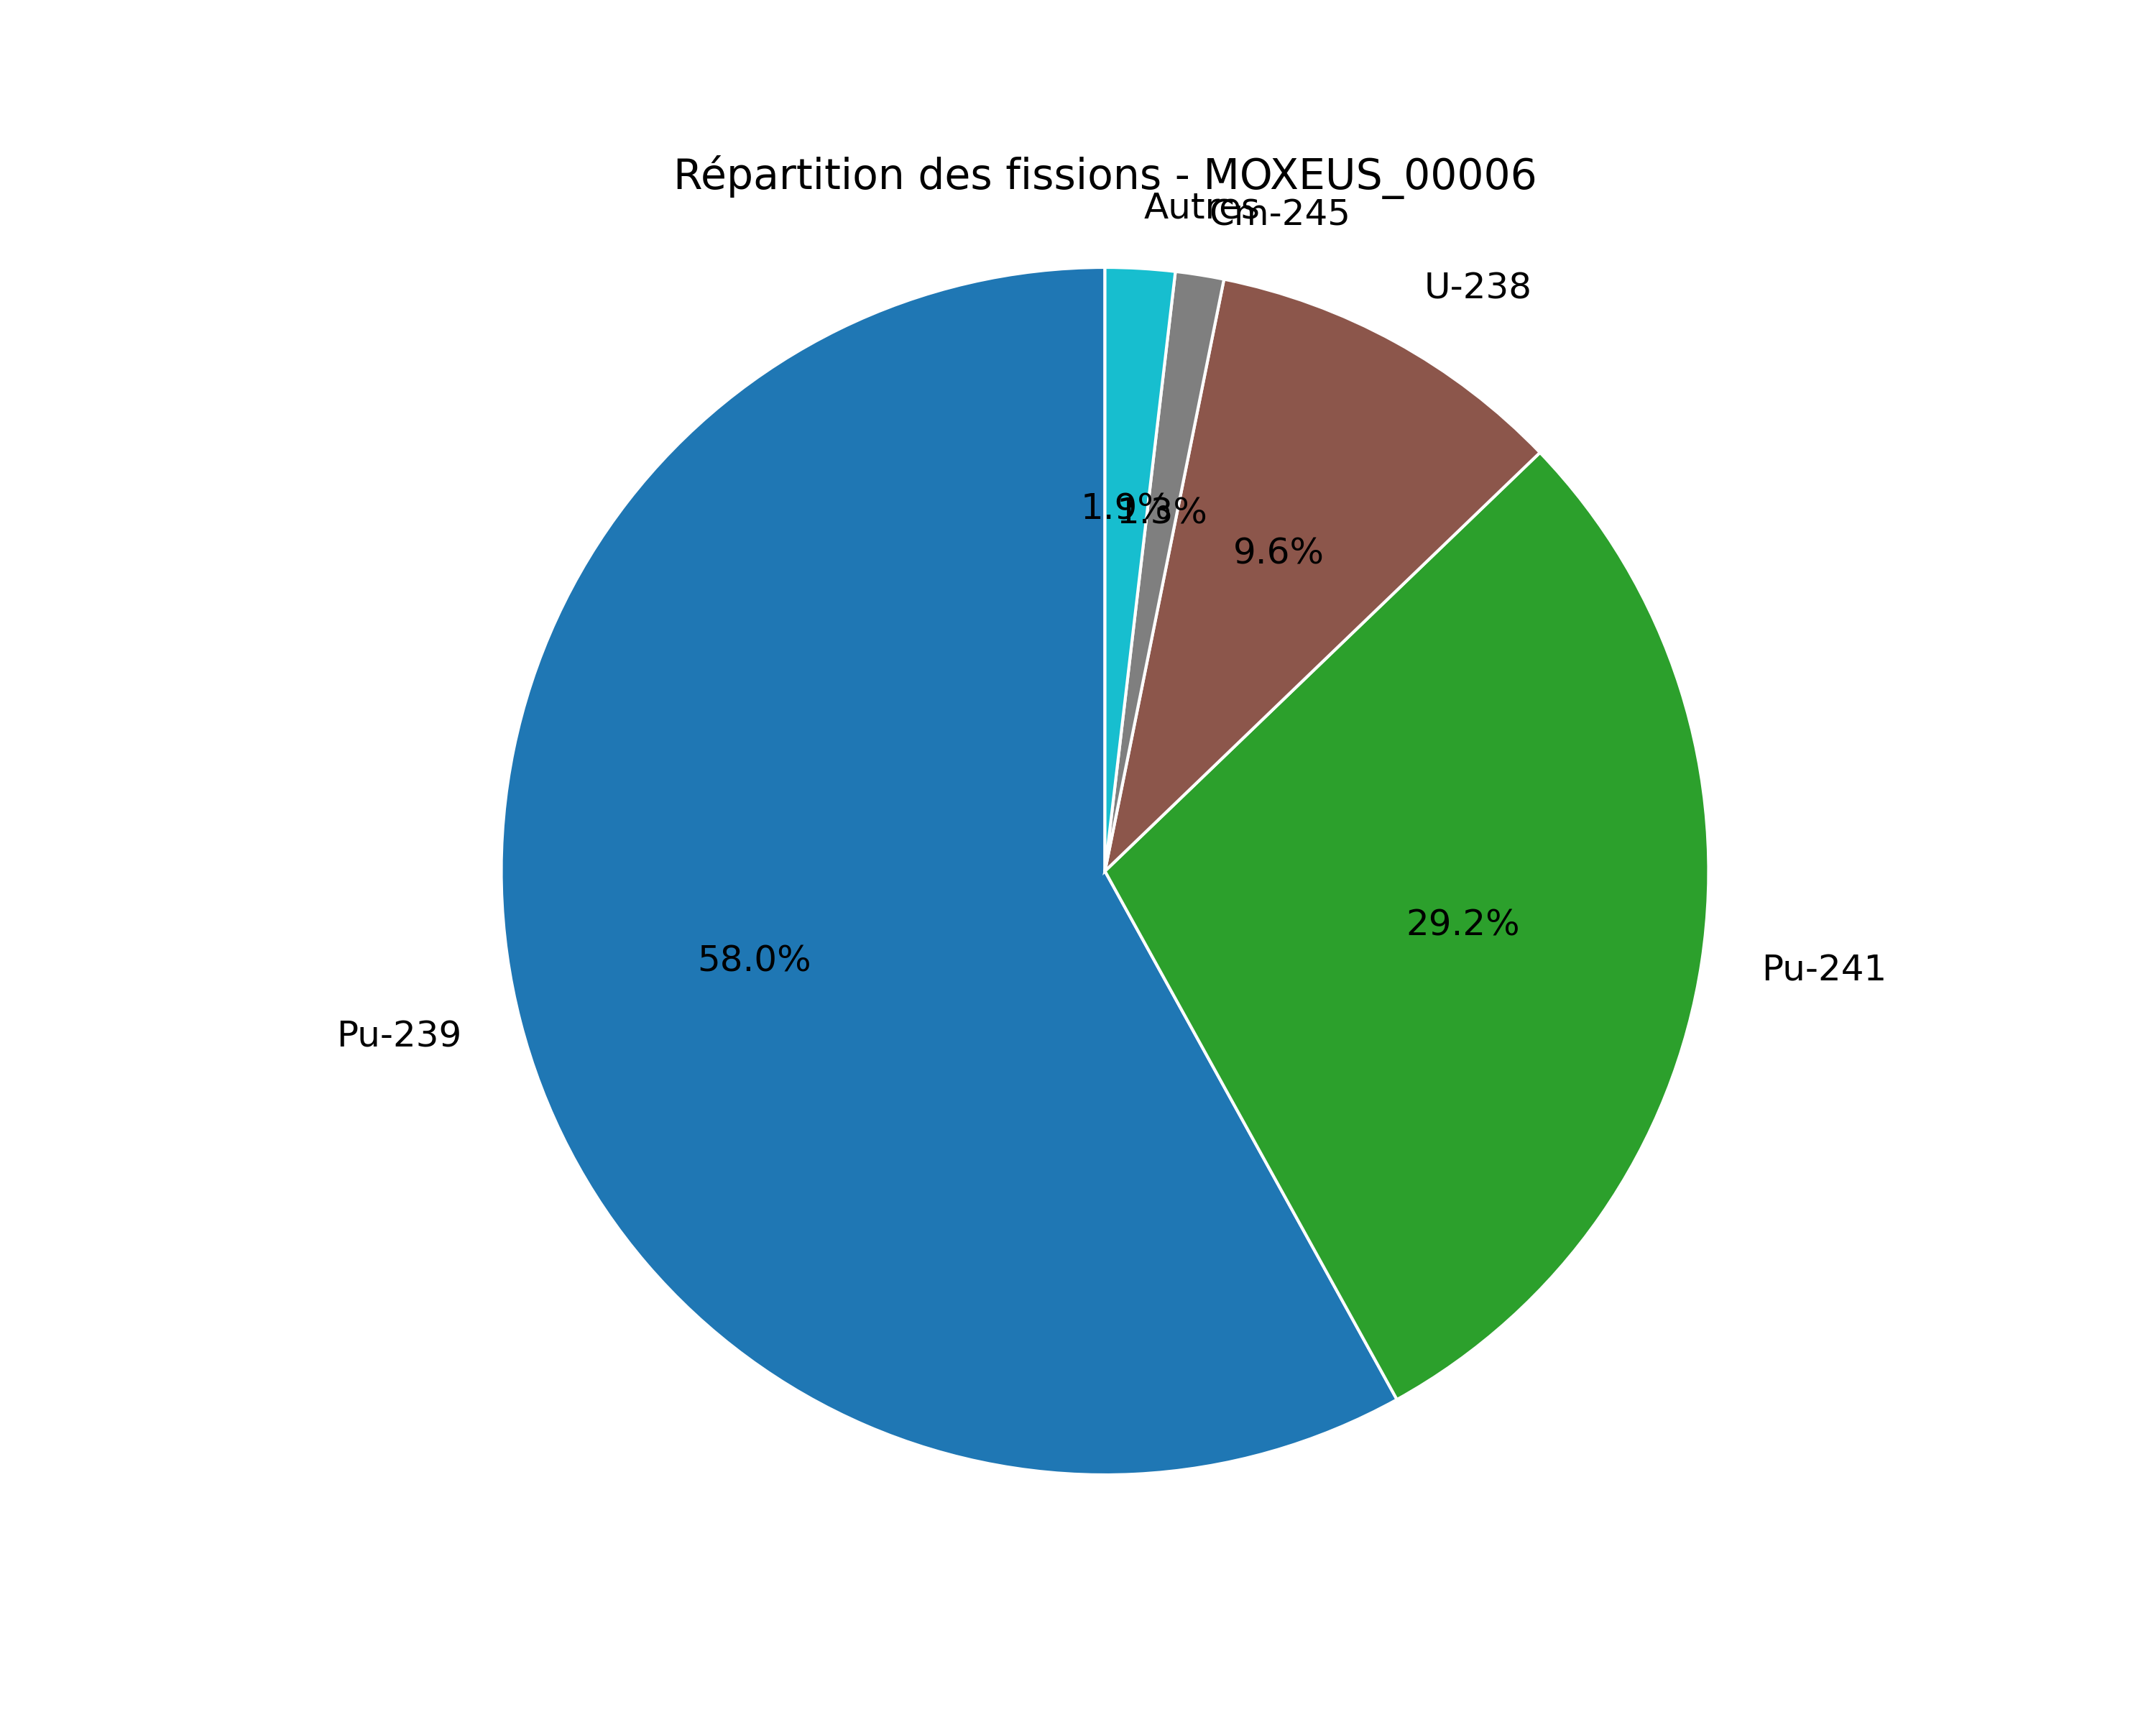 Répartition des fissions - MOXEUS_00006
Autres
Cm-245
U-238
1.9%
1.3%
9.6%
29.2%
58.0%
Pu-241
Pu-239